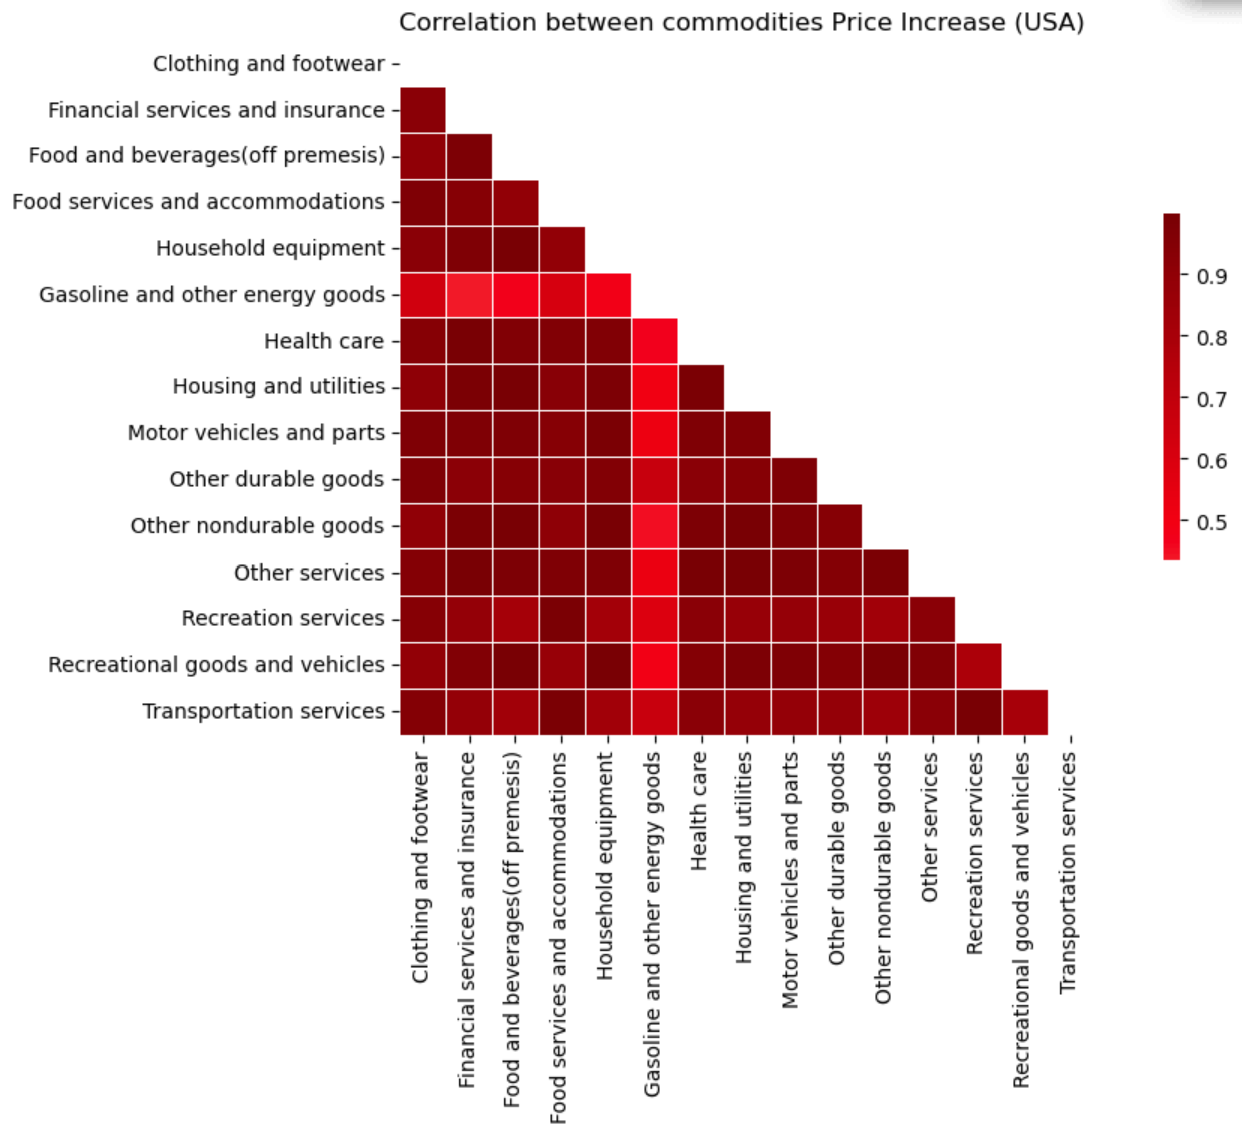 Correlation between commodities Price Increase (USA)
Clothing and footwear
Financial services and insurance
Food and beverages(off premesis)
Food services and accommodations
Household equipment
Gasoline and other energy goods
Health care
Housing and utilities
Motor vehicles and parts
Other durable goods
Other nondurable goods
Other services
Recreation services
Recreational goods and vehicles
Transportation services
0.9
0.8
0.7
0.6
0.5
Clothing and footwear
Financial services and insurance
Food and beverages(off premesis)
Food services and accommodations
Household equipment
Gasoline and other energy goods
Health care
Housing and utilities
Motor vehicles and parts
Other durable goods
Other nondurable goods
Other services
Recreation services
Recreational goods and vehicles
Transportation services